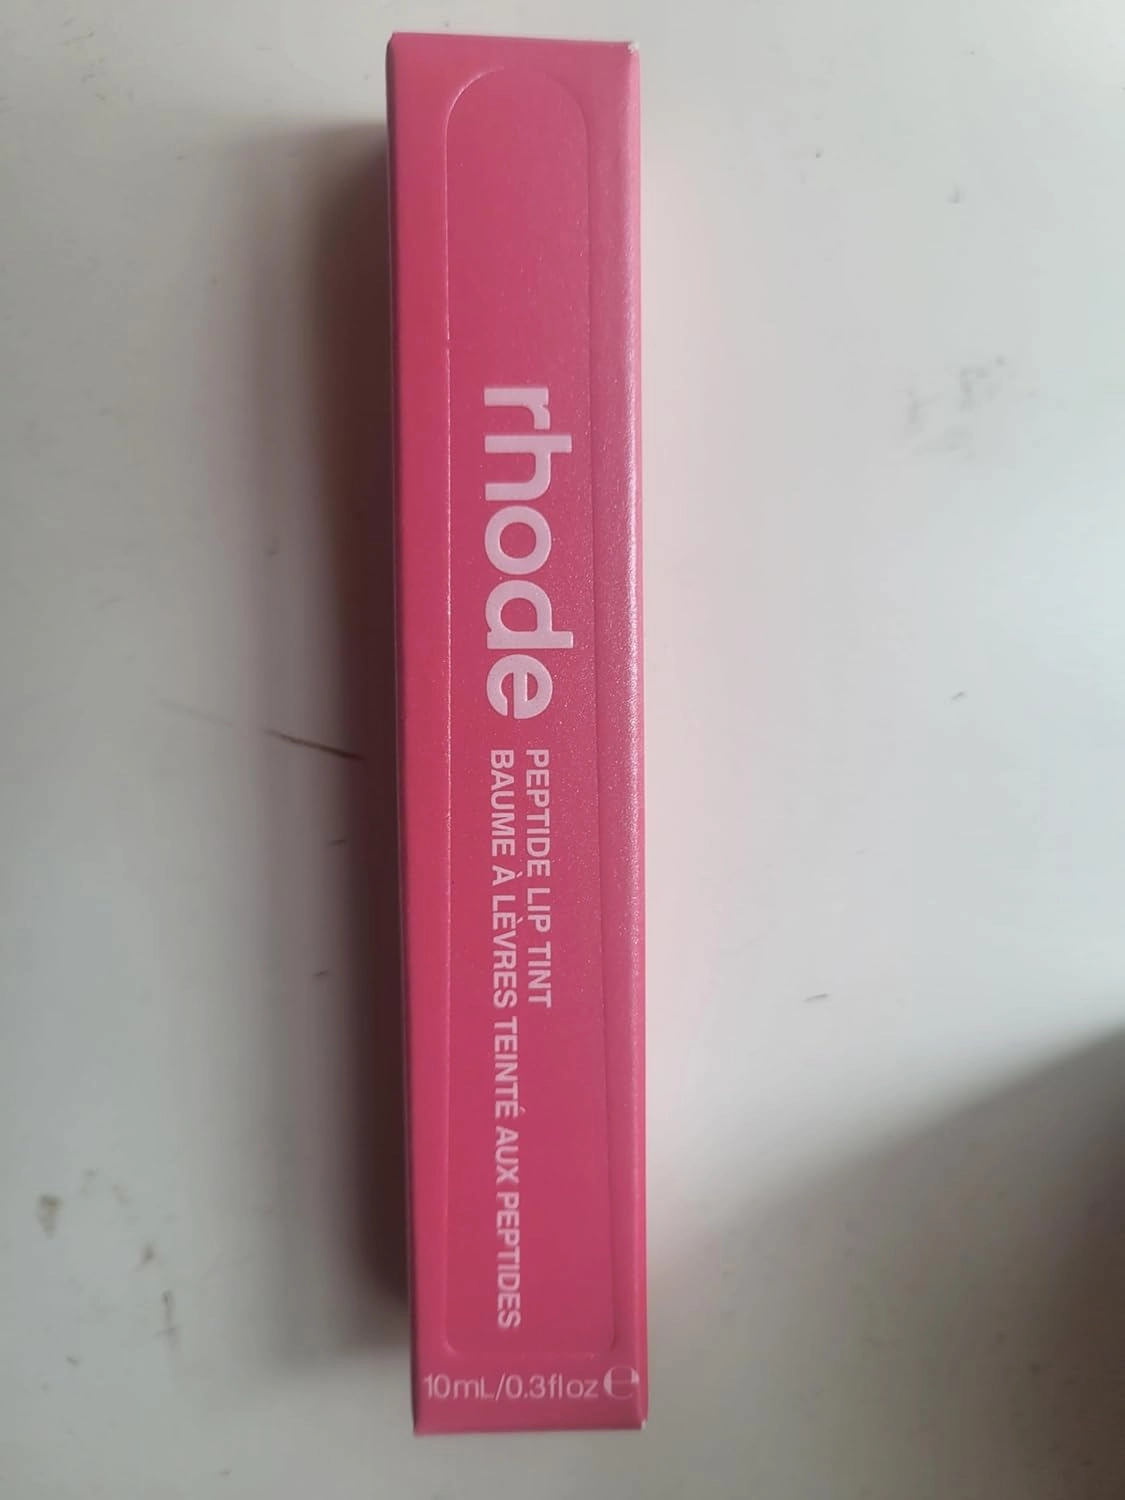 rhode
PEPTIDE LIP TINT
BAUME À LÈVRES TEINTÉ AUX PEPTIDES
10mL/0.3fl oz ℮